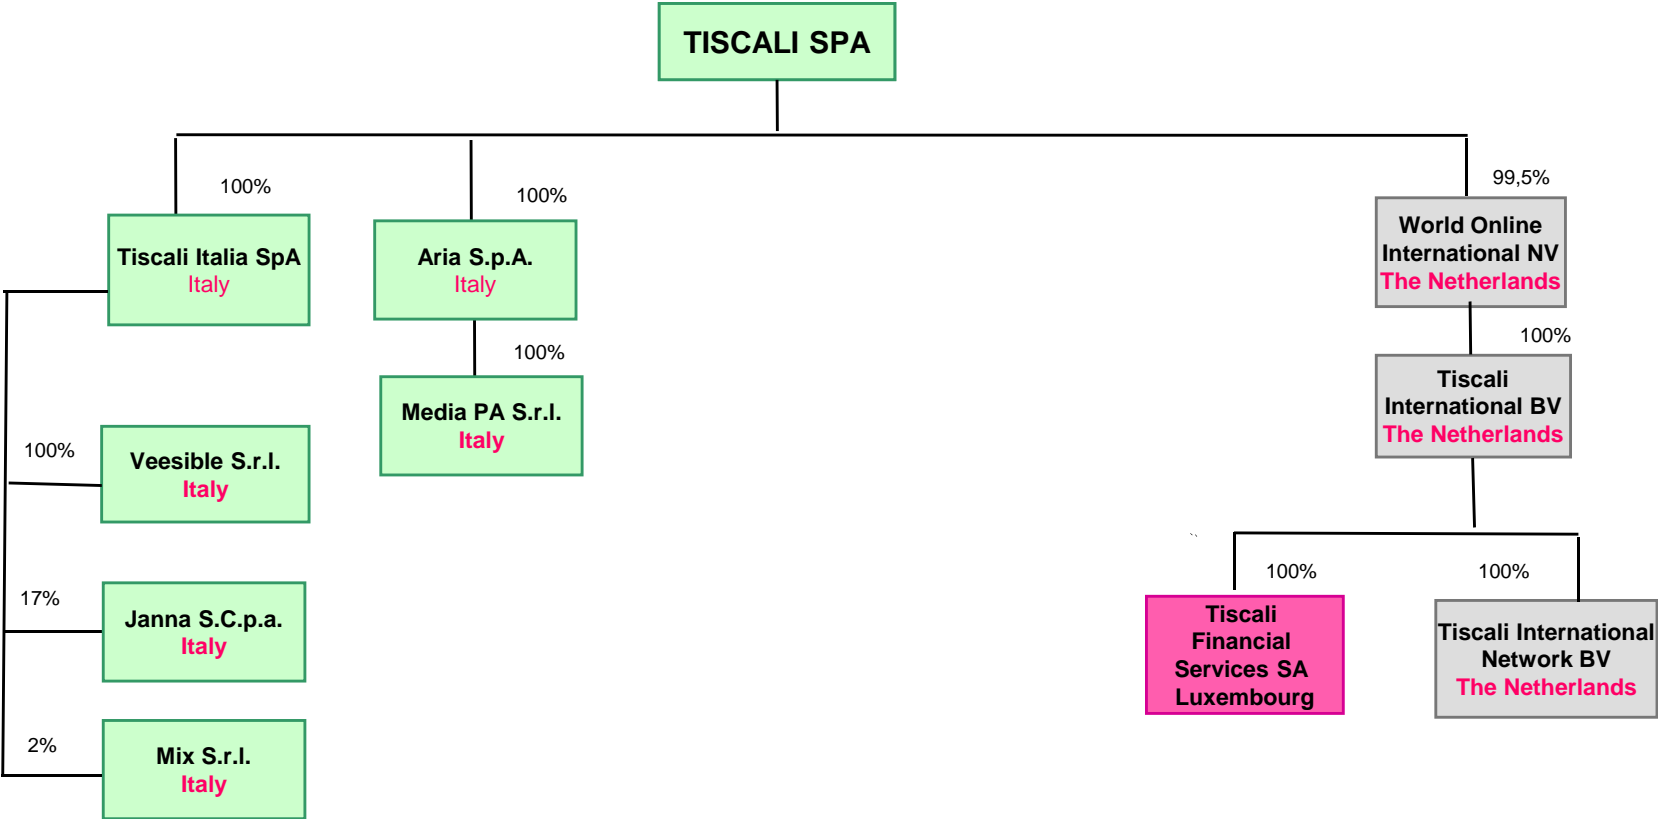 TISCALI SPA
100%
Tiscali Italia SpA
Italy
100%
Aria S.p.A.
Italy
99,5%
World Online
International NV
The Netherlands
100%
Media PA S.r.l.
Italy
100%
Tiscali
International BV
The Netherlands
100%
Veesible S.r.l.
Italy
17%
Janna S.C.p.a.
Italy
2%
Mix S.r.l.
Italy
100%
Tiscali
Financial
Services SA
Luxembourg
100%
Tiscali International
Network BV
The Netherlands